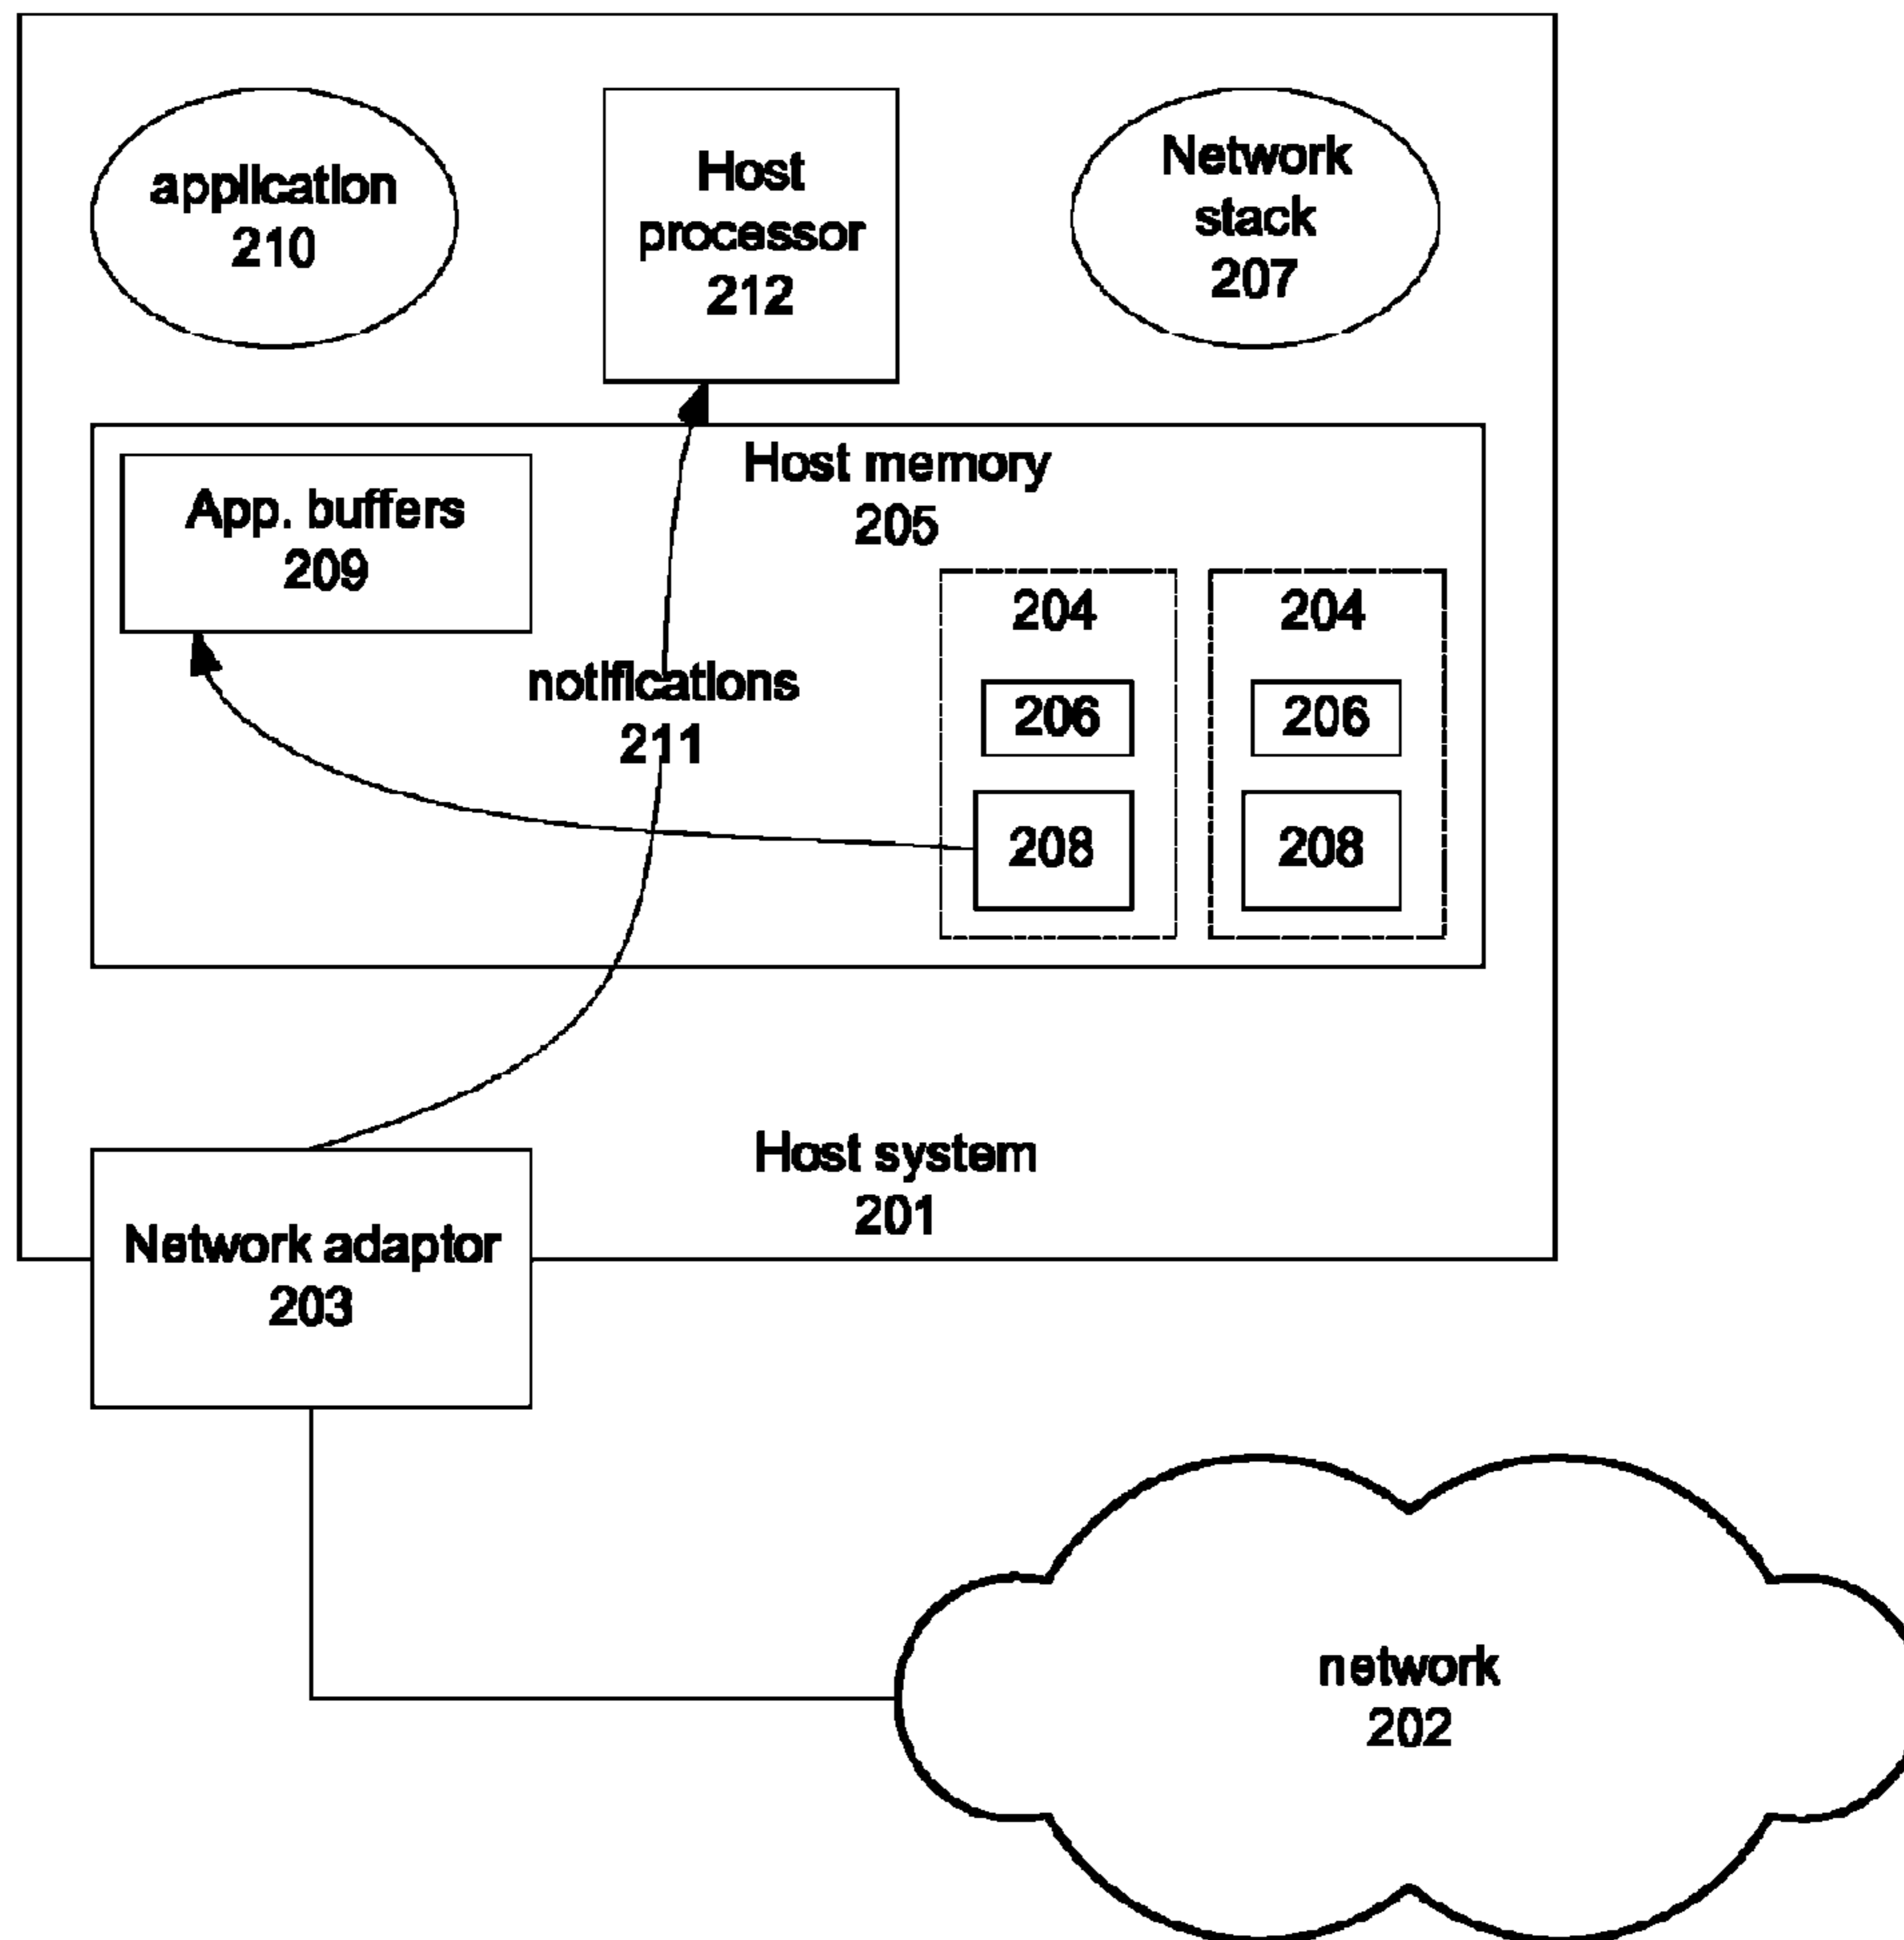 application
210
Host
processor
212
Network
stack
207
Host memory
205
App. buffers
209
204
204
notifications
211
206
206
208
208
Host system
201
Network adaptor
203
network
202